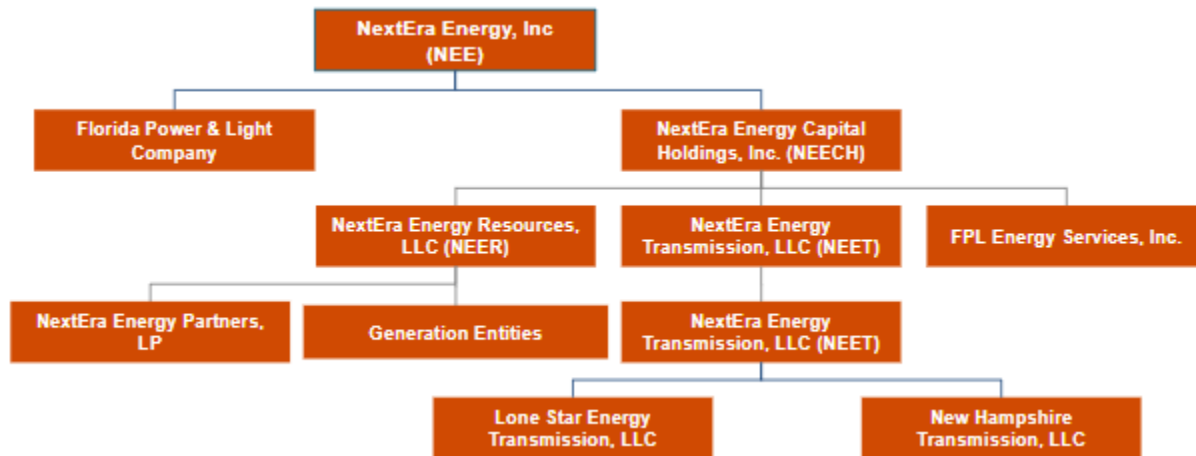 NextEra Energy, Inc
(NEE)
Florida Power & Light
Company
NextEra Energy Capital
Holdings, Inc. (NEECH)
NextEra Energy Resources,
LLC (NEER)
NextEra Energy
Transmission, LLC (NEET)
FPL Energy Services, Inc.
NextEra Energy Partners,
LP
Generation Entities
NextEra Energy
Transmission, LLC (NEET)
Lone Star Energy
Transmission, LLC
New Hampshire
Transmission, LLC